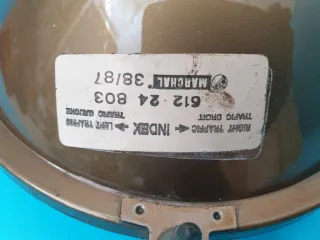 RIGHT TRAFFIC ← INDEX → LEFT TRAFFIC
TRAFIC DROIT TRAFIC GAUCHE
612 24 803
MARCHAL 38/87